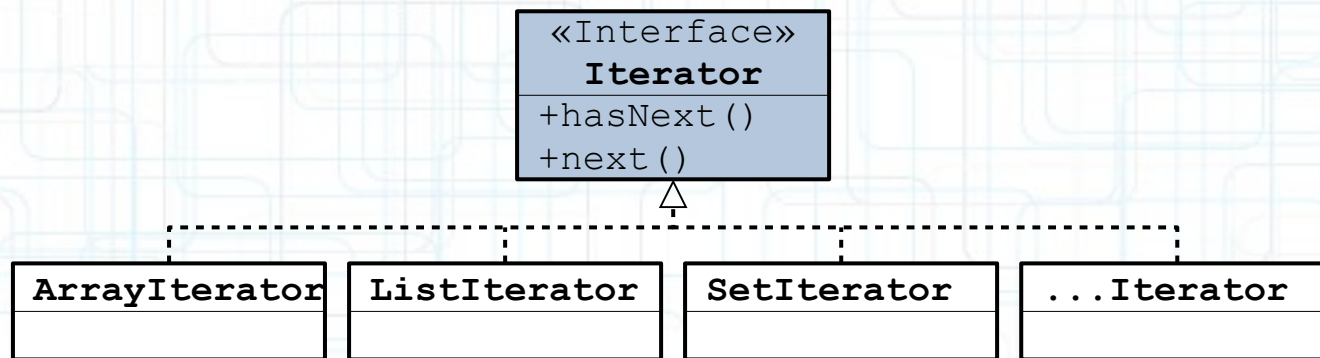 «Interface»
Iterator
+hasNext()
+next()
ArrayIterator
ListIterator
SetIterator
...Iterator